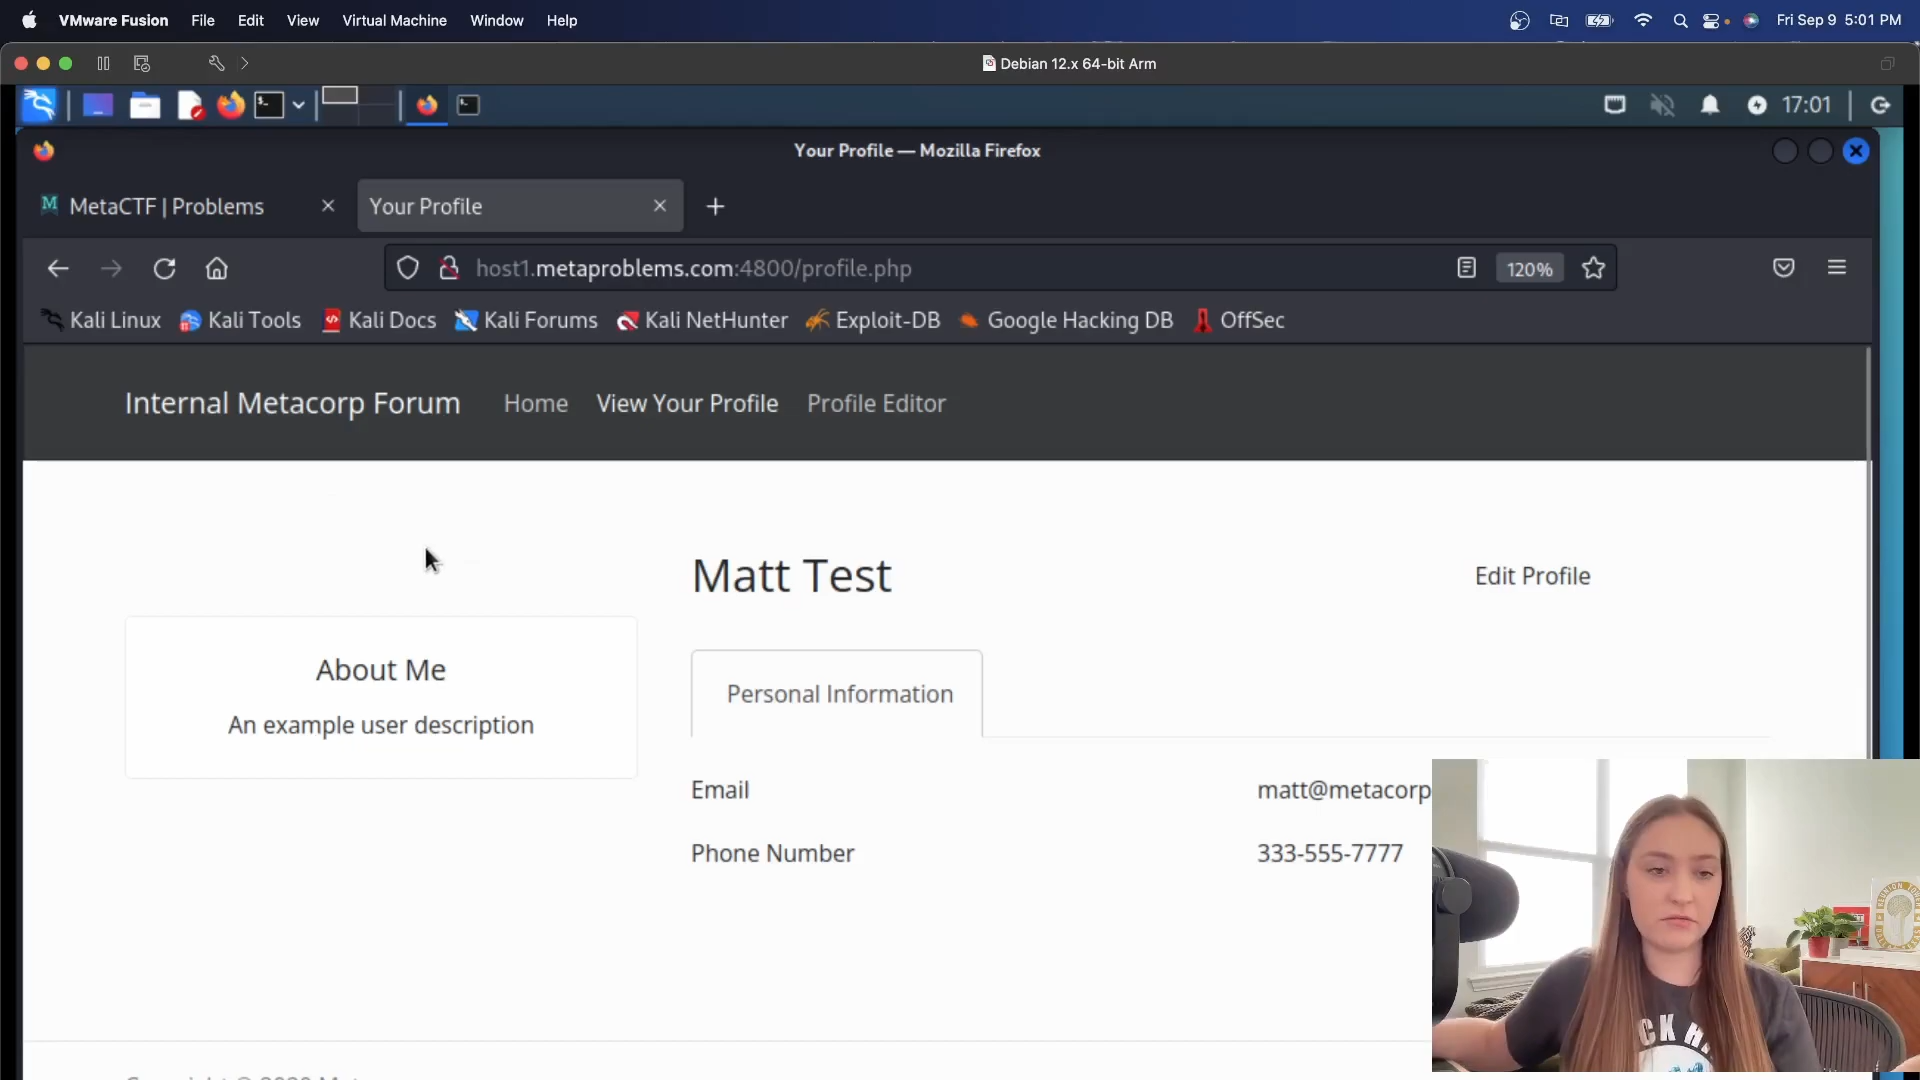 VMware Fusion File Edit View Virtual Machine Window Help Fri Sep 9 5:01 PM
Debian 12.x 64-bit Arm
17:01
Your Profile — Mozilla Firefox
MetaCTF | Problems Your Profile
host1.metaproblems.com:4800/profile.php 120%
Kali Linux Kali Tools Kali Docs Kali Forums Kali NetHunter Exploit-DB Google Hacking DB OffSec
Internal Metacorp Forum Home View Your Profile Profile Editor
Matt Test Edit Profile
About Me
An example user description
Personal Information
Email matt@metacorp
Phone Number 333-555-7777
CK H